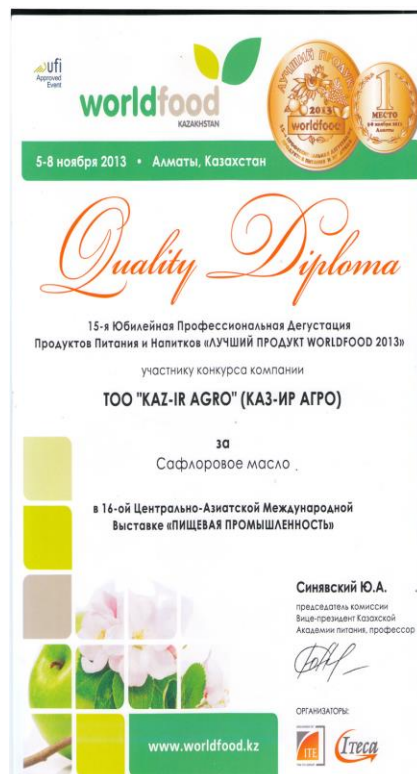 ufi
Approved
Event
worldfood
KAZAKHSTAN
ЛУЧШИЙ ПРОДУКТ
2013
worldfood
1
МЕСТО
5-8 ноября 2013 • Алматы, Казахстан
Quality Diploma
15-я Юбилейная Профессиональная Дегустация
Продуктов Питания и Напитков «ЛУЧШИЙ ПРОДУКТ WORLDFOOD 2013»
участнику конкурса компании
ТОО "KAZ-IR AGRO" (КАЗ-ИР АГРО)
за
Сафлоровое масло
в 16-ой Центрально-Азиатской Международной
Выставке «ПИЩЕВАЯ ПРОМЫШЛЕННОСТЬ»
Синявский Ю.А.
председатель комиссии
Вице-президент Казахской
Академии питания, профессор
ОРГАНИЗАТОРЫ:
ITE
Iteca
www.worldfood.kz